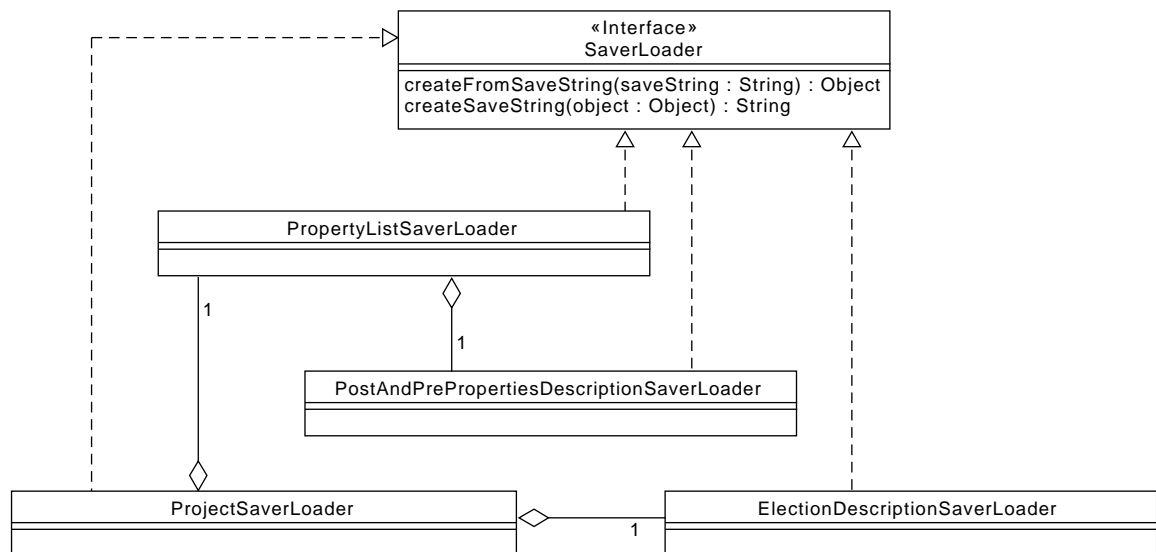 «Interface»
SaverLoader
createFromSaveString(saveString : String) : Object
createSaveString(object : Object) : String
PropertyListSaverLoader
1
1
PostAndPrePropertiesDescriptionSaverLoader
ProjectSaverLoader
1
ElectionDescriptionSaverLoader